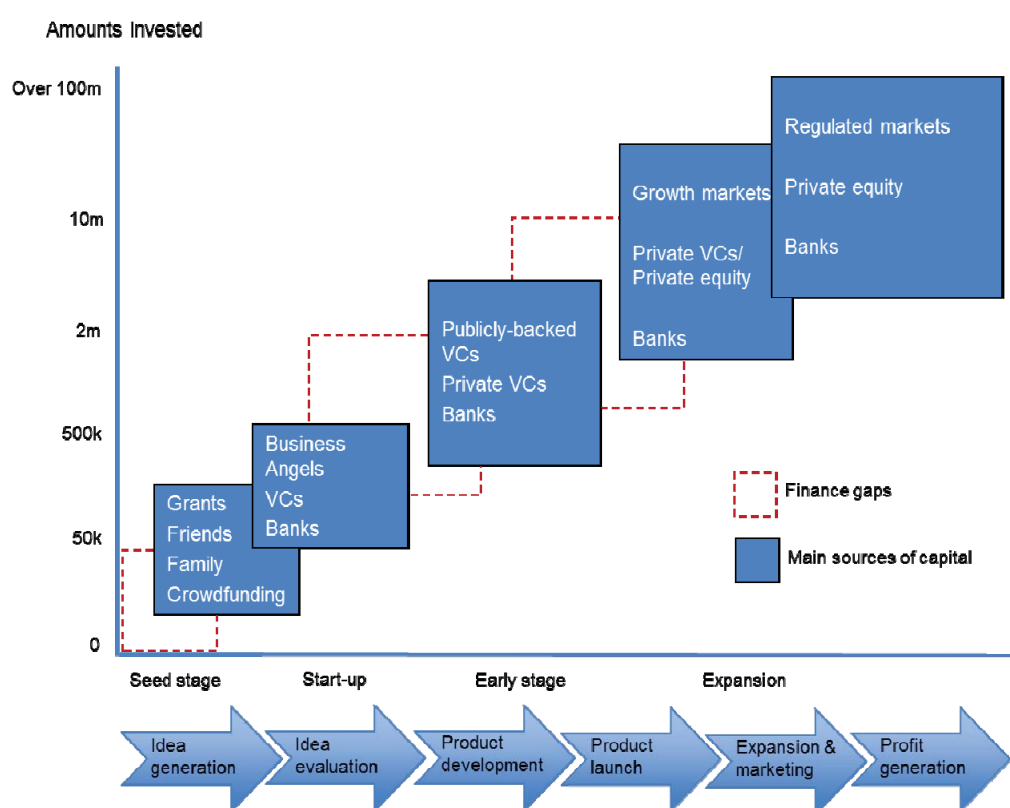 Amounts Invested
Over 100m
10m
2m
500k
50k
0
Regulated markets
Private equity
Banks
Growth markets
Private VCs/
Private equity
Banks
Publicly-backed
VCs
Private VCs
Banks
Business
Angels
VCs
Banks
Grants
Friends
Family
Crowdfunding
Finance gaps
Main sources of capital
Seed stage
Start-up
Early stage
Expansion
Idea
generation
Idea
evaluation
Product
development
Product
launch
Expansion &
marketing
Profit
generation